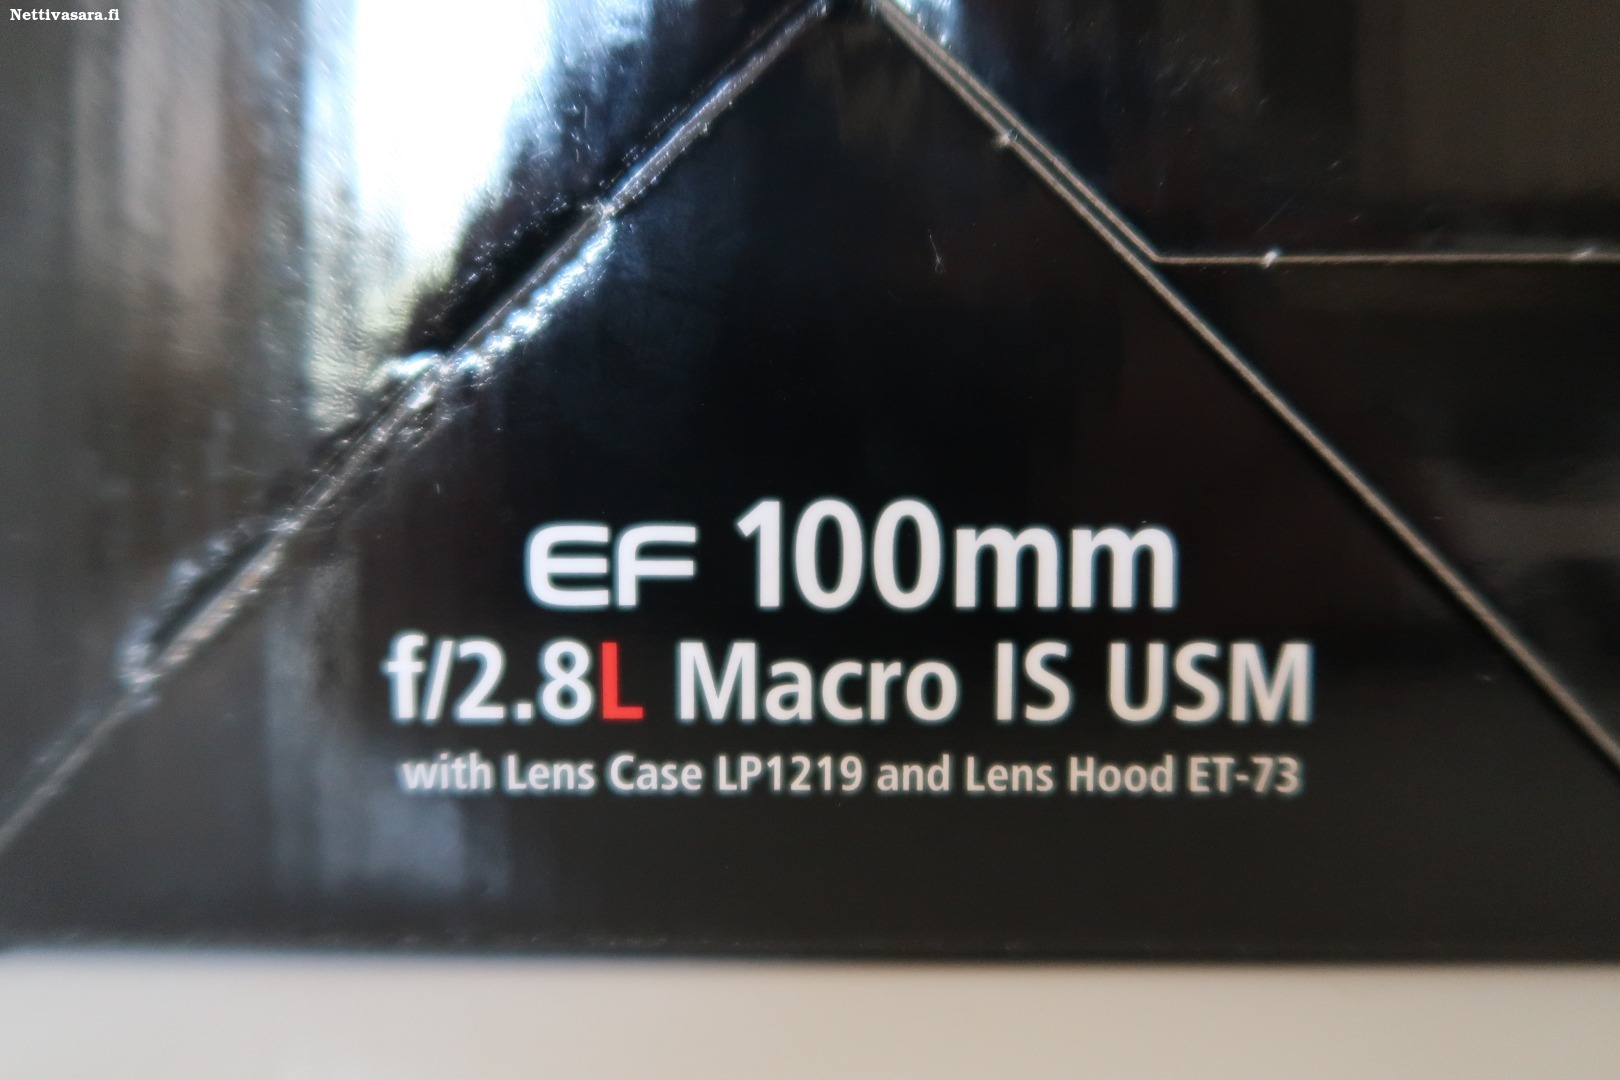 Nettivasara.fi
EF 100mm
f/2.8L Macro IS USM
with Lens Case LP1219 and Lens Hood ET-73